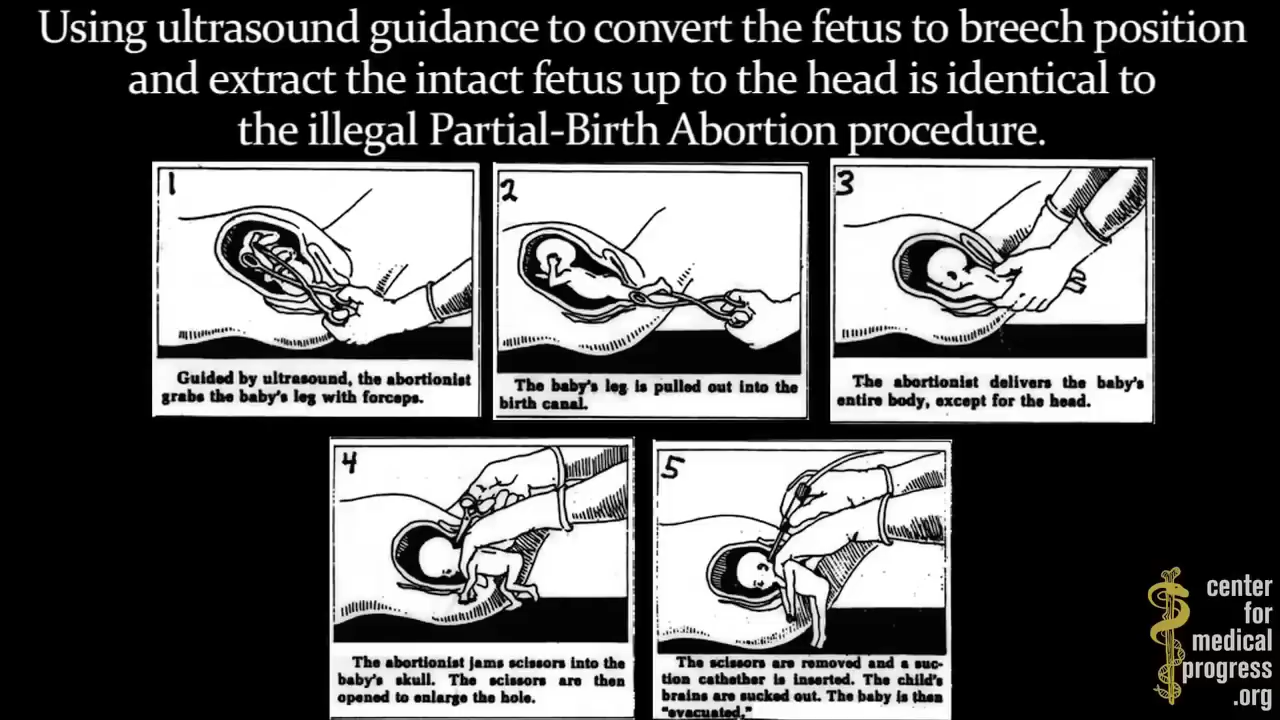 Using ultrasound guidance to convert the fetus to breech position
and extract the intact fetus up to the head is identical to
the illegal Partial-Birth Abortion procedure.
1
Guided by ultrasound, the abortionist
grabs the baby's leg with forceps.
2
The baby's leg is pulled out into the
birth canal.
3
The abortionist delivers the baby's
entire body, except for the head.
4
The abortionist jams scissors into the
baby's skull. The scissors are then
opened to enlarge the hole.
5
The scissors are removed and a suc-
tion cathether is inserted. The child's
brains are sucked out. The baby is then
"evacuated."
center
for
medical
progress
.org